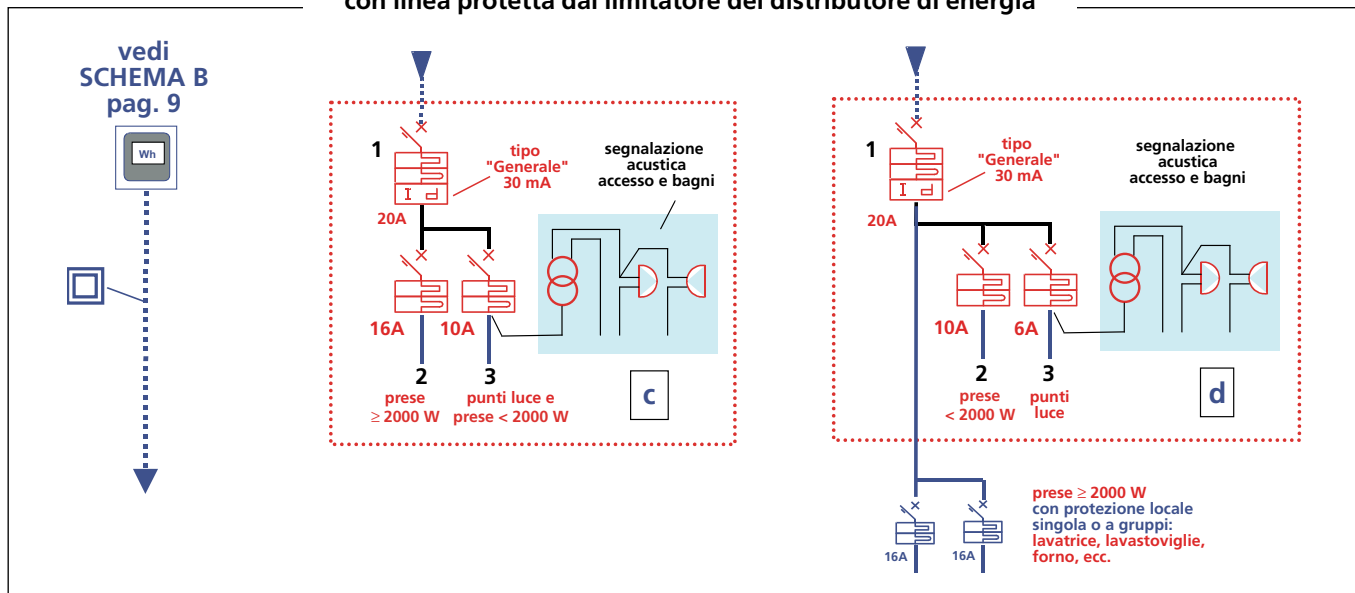 con linea protetta dal limitatore del distributore di energia
vedi
SCHEMA B
pag. 9
Wh
1
tipo
"Generale"
30 mA
segnalazione
acustica
accesso e bagni
I d
20A
16A
10A
2
prese
≥ 2000 W
3
punti luce e
prese < 2000 W
c
1
tipo
"Generale"
30 mA
segnalazione
acustica
accesso e bagni
I d
20A
10A
6A
2
prese
< 2000 W
3
punti
luce
d
16A
16A
prese ≥ 2000 W
con protezione locale
singola o a gruppi:
lavatrice, lavastoviglie,
forno, ecc.